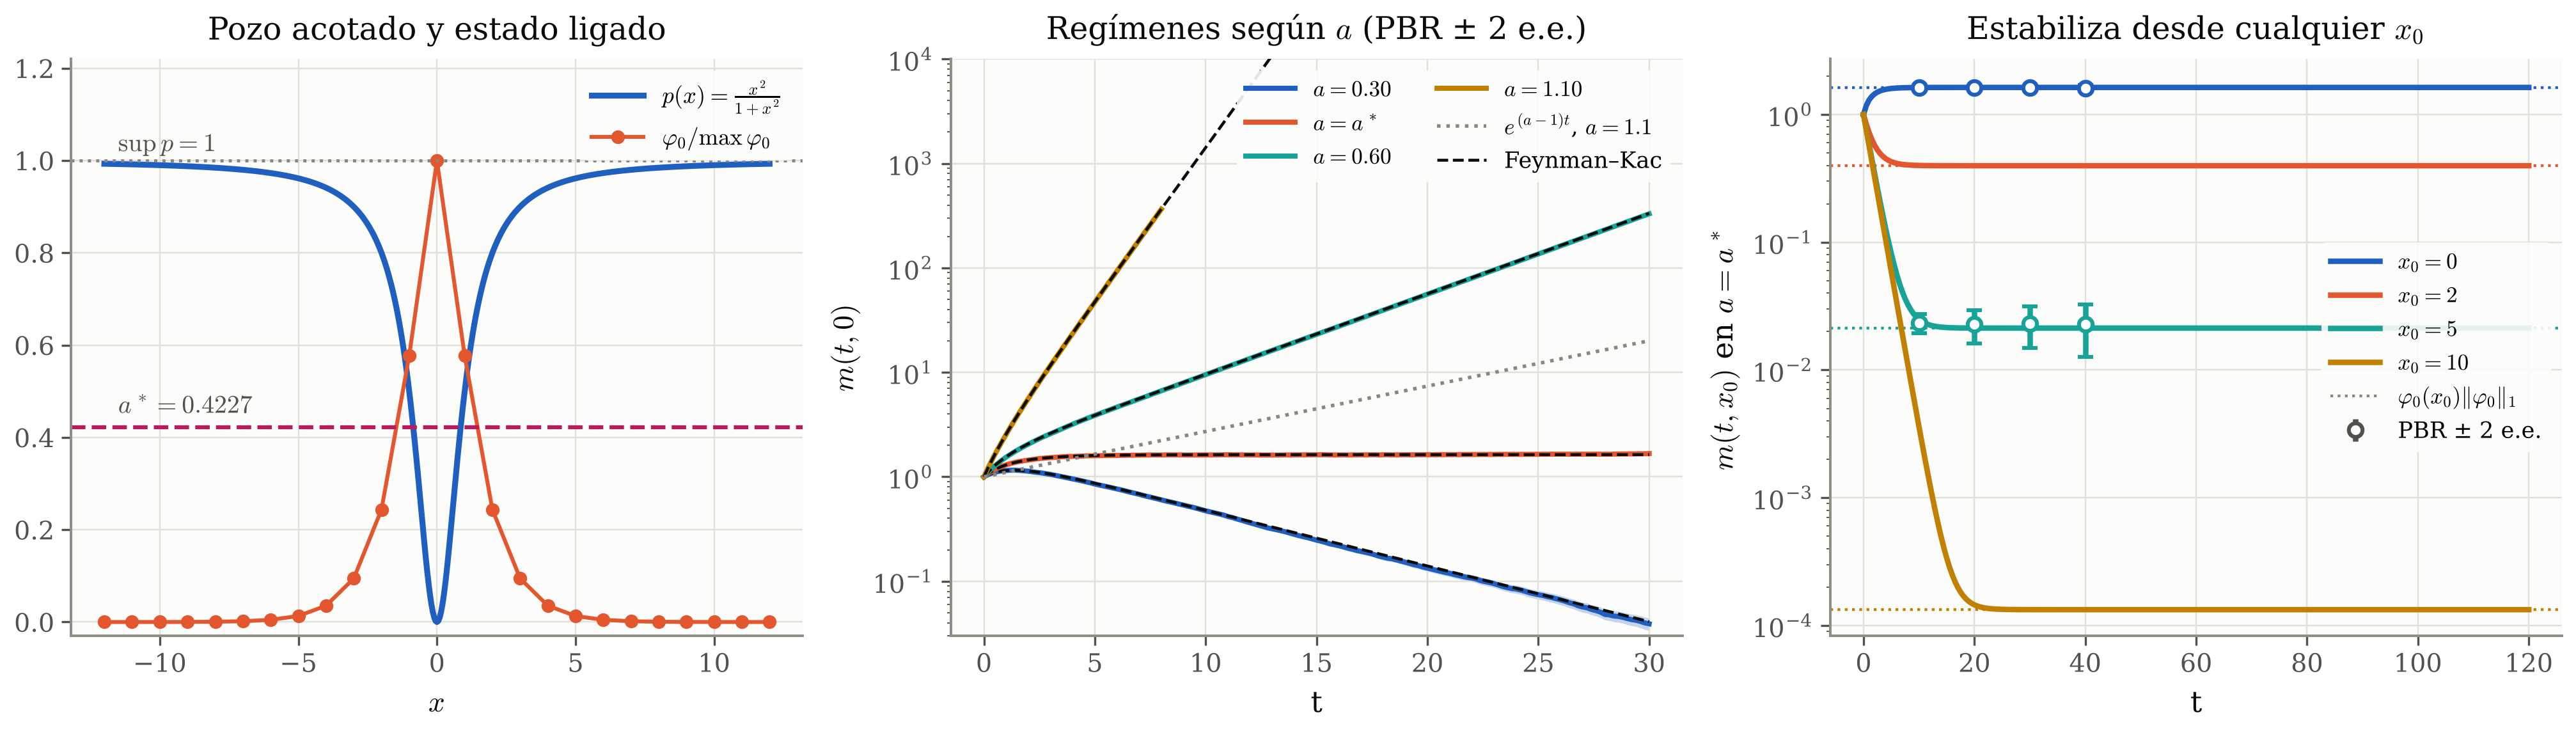 Pozo acotado y estado ligado
1.2
1.0
0.8
0.6
0.4
0.2
0.0
sup p = 1
a* = 0.4227
p(x) = x²/(1+x²)
φ₀/max φ₀
−10
−5
0
5
10
x
Regímenes según a (PBR ± 2 e.e.)
m(t, 0)
10⁴
10³
10²
10¹
10⁰
10⁻¹
a = 0.30
a = a*
a = 0.60
a = 1.10
e^{(a−1)t}, a = 1.1
Feynman–Kac
0
5
10
15
20
25
30
t
Estabiliza desde cualquier x₀
m(t, x₀) en a = a*
10⁰
10⁻¹
10⁻²
10⁻³
10⁻⁴
x₀ = 0
x₀ = 2
x₀ = 5
x₀ = 10
φ₀(x₀)‖φ₀‖₁
PBR ± 2 e.e.
0
20
40
60
80
100
120
t